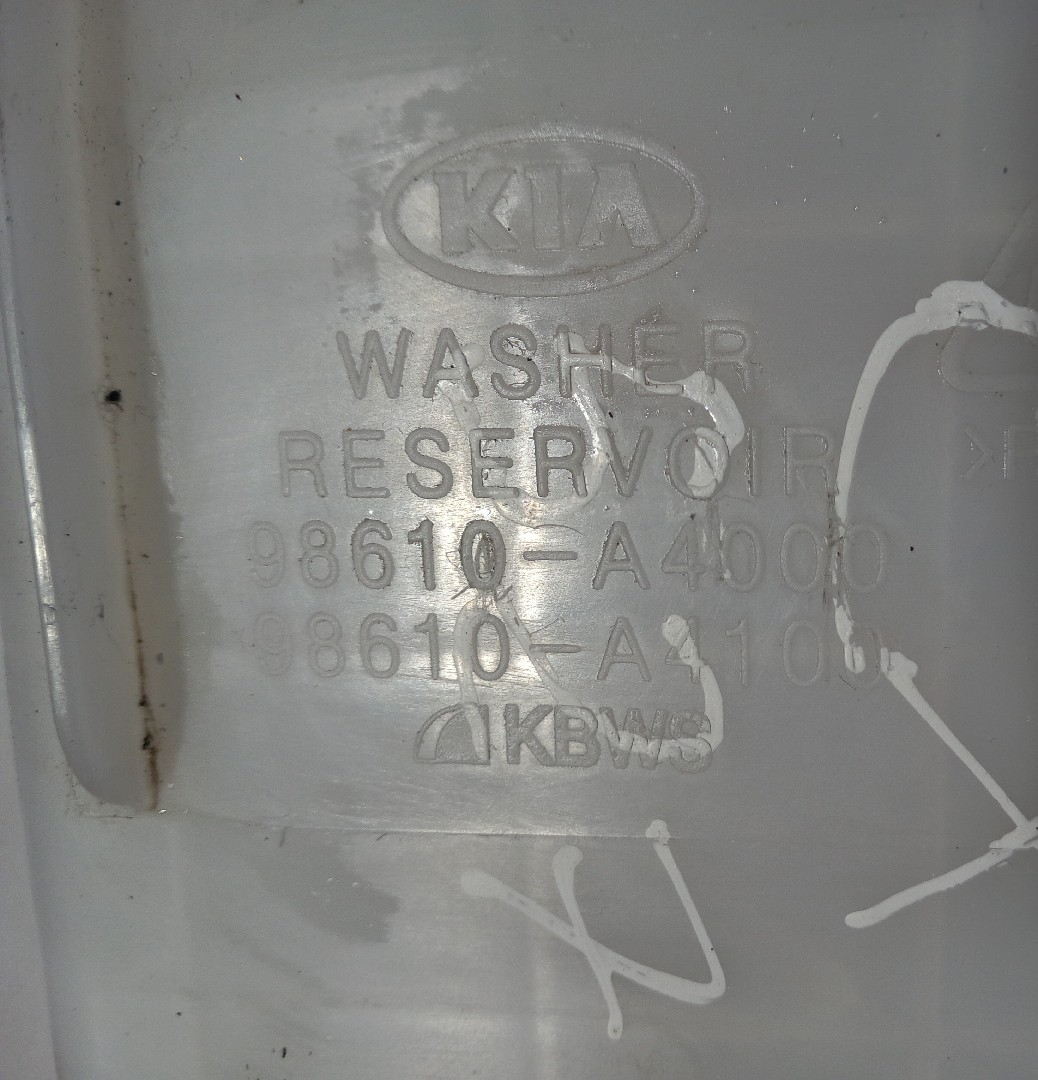 KIA
WASHER
RESERVOIR
98610-A4000
98610-A4100
KBWS